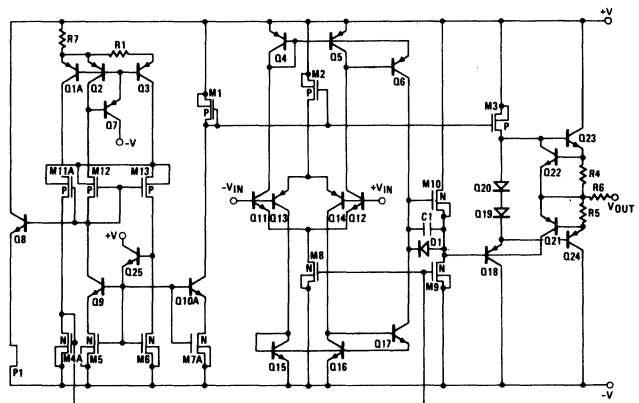 +V
R7
R1
Q4
Q5
Q1A
Q2
Q3
Q6
M1
M2
M3
P
P
P
Q7
-V
Q23
Q22
R4
M11A
M12
M13
P
P
P
M10
N
Q20
R6
-VIN
+VIN
C1
Q19
R5
VOUT
Q11
Q13
Q14
Q12
D1
Q21
Q8
+V
M8
N
N
M9
Q18
Q24
Q25
Q9
Q10A
N
N
N
N
Q17
M4A
M5
M6
M7A
P1
Q15
Q16
-V